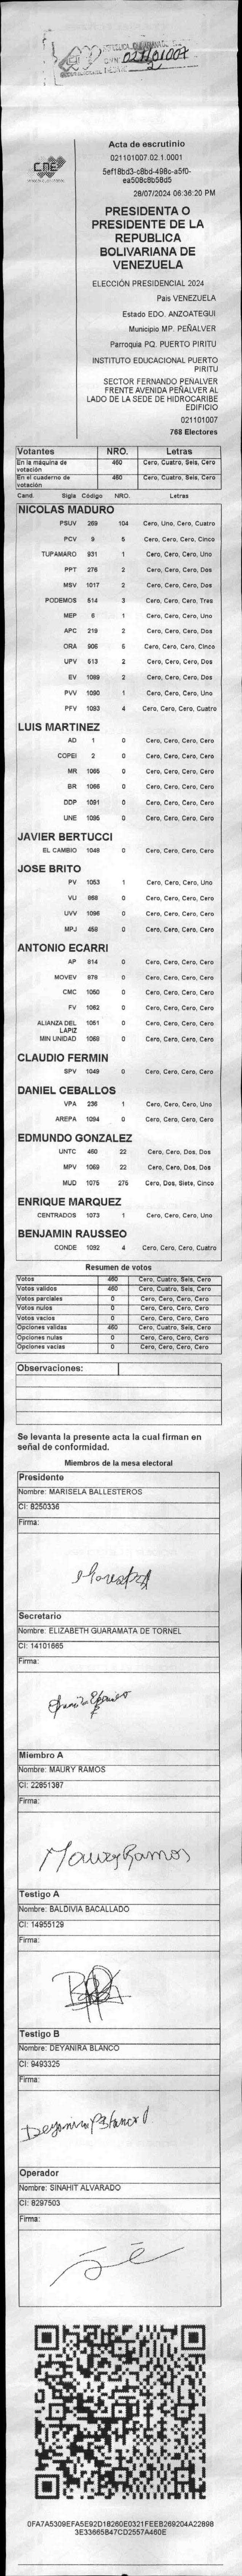 021101007
2
CNE
Acta de escrutinio
021101007.02.1.0001
5ef18bd3-c8bd-498c-a5f0-
ea508c8b58d5
28/07/2024 06:36:20 PM
PRESIDENTA O
PRESIDENTE DE LA
REPUBLICA
BOLIVARIANA DE
VENEZUELA
ELECCIÓN PRESIDENCIAL 2024
Pais VENEZUELA
Estado EDO. ANZOATEGUI
Municipio MP. PEÑALVER
Parroquia PQ. PUERTO PIRITU
INSTITUTO EDUCACIONAL PUERTO
PIRITU
SECTOR FERNANDO PEÑALVER
FRENTE AVENIDA PEÑALVER AL
LADO DE LA SEDE DE HIDROCARIBE
EDIFICIO
021101007
768 Electores
Votantes NRO. Letras
En la máquina de votación 460 Cero, Cuatro, Seis, Cero
En el cuaderno de votación 460 Cero, Cuatro, Seis, Cero
Cand. Sigla Código NRO. Letras
NICOLAS MADURO
PSUV 269 104 Cero, Uno, Cero, Cuatro
PCV 9 5 Cero, Cero, Cero, Cinco
TUPAMARO 931 1 Cero, Cero, Cero, Uno
PPT 276 2 Cero, Cero, Cero, Dos
MSV 1017 2 Cero, Cero, Cero, Dos
PODEMOS 514 3 Cero, Cero, Cero, Tres
MEP 6 1 Cero, Cero, Cero, Uno
APC 219 2 Cero, Cero, Cero, Dos
ORA 906 5 Cero, Cero, Cero, Cinco
UPV 513 2 Cero, Cero, Cero, Dos
EV 1089 2 Cero, Cero, Cero, Dos
PVV 1090 1 Cero, Cero, Cero, Uno
PFV 1093 4 Cero, Cero, Cero, Cuatro
LUIS MARTINEZ
AD 1 0 Cero, Cero, Cero, Cero
COPEI 2 0 Cero, Cero, Cero, Cero
MR 1065 0 Cero, Cero, Cero, Cero
BR 1066 0 Cero, Cero, Cero, Cero
DDP 1091 0 Cero, Cero, Cero, Cero
UNE 1095 0 Cero, Cero, Cero, Cero
JAVIER BERTUCCI
EL CAMBIO 1048 0 Cero, Cero, Cero, Cero
JOSE BRITO
PV 1053 1 Cero, Cero, Cero, Uno
VU 868 0 Cero, Cero, Cero, Cero
UVV 1096 0 Cero, Cero, Cero, Cero
MPJ 459 0 Cero, Cero, Cero, Cero
ANTONIO ECARRI
AP 814 0 Cero, Cero, Cero, Cero
MOVEV 878 0 Cero, Cero, Cero, Cero
CMC 1050 0 Cero, Cero, Cero, Cero
FV 1062 0 Cero, Cero, Cero, Cero
ALIANZA DEL LÁPIZ 1051 0 Cero, Cero, Cero, Cero
MIN UNIDAD 1068 0 Cero, Cero, Cero, Cero
CLAUDIO FERMIN
SPV 1049 0 Cero, Cero, Cero, Cero
DANIEL CEBALLOS
VPA 236 1 Cero, Cero, Cero, Uno
AREPA 1094 0 Cero, Cero, Cero, Cero
EDMUNDO GONZALEZ
UNTC 460 22 Cero, Cero, Dos, Dos
MPV 1069 22 Cero, Cero, Dos, Dos
MUD 1075 275 Cero, Dos, Siete, Cinco
ENRIQUE MARQUEZ
CENTRADOS 1073 1 Cero, Cero, Cero, Uno
BENJAMIN RAUSSEO
CONDE 1092 4 Cero, Cero, Cero, Cuatro
Resumen de votos
Votos 460 Cero, Cuatro, Seis, Cero
Votos validos 460 Cero, Cuatro, Seis, Cero
Votos parciales 0 Cero, Cero, Cero, Cero
Votos nulos 0 Cero, Cero, Cero, Cero
Votos vacios 0 Cero, Cero, Cero, Cero
Opciones validas 460 Cero, Cuatro, Seis, Cero
Opciones nulas 0 Cero, Cero, Cero, Cero
Opciones vacias 0 Cero, Cero, Cero, Cero
Observaciones:
Se levanta la presente acta la cual firman en
señal de conformidad.
Miembros de la mesa electoral
Presidente
Nombre: MARISELA BALLESTEROS
CI: 8250336
Firma:
Secretario
Nombre: ELIZABETH GUARAMATA DE TORNEL
CI: 14101665
Firma:
Miembro A
Nombre: MAURY RAMOS
CI: 22851387
Firma:
Maury Ramos
Testigo A
Nombre: BALDIVIA BACALLADO
CI: 14955129
Firma:
Testigo B
Nombre: DEYANIRA BLANCO
CI: 9493325
Firma:
Deyanira Blanco
Operador
Nombre: SINAHIT ALVARADO
CI: 8297503
Firma:
0FA7A5309EFA5E92D18260E0321FEEB269204A22898
3E33665B47CD2557A460E